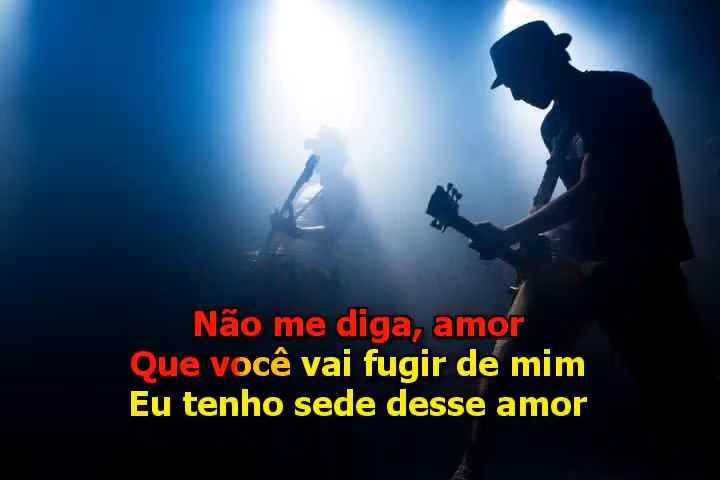 Não me diga, amor
Que você vai fugir de mim
Eu tenho sede desse amor